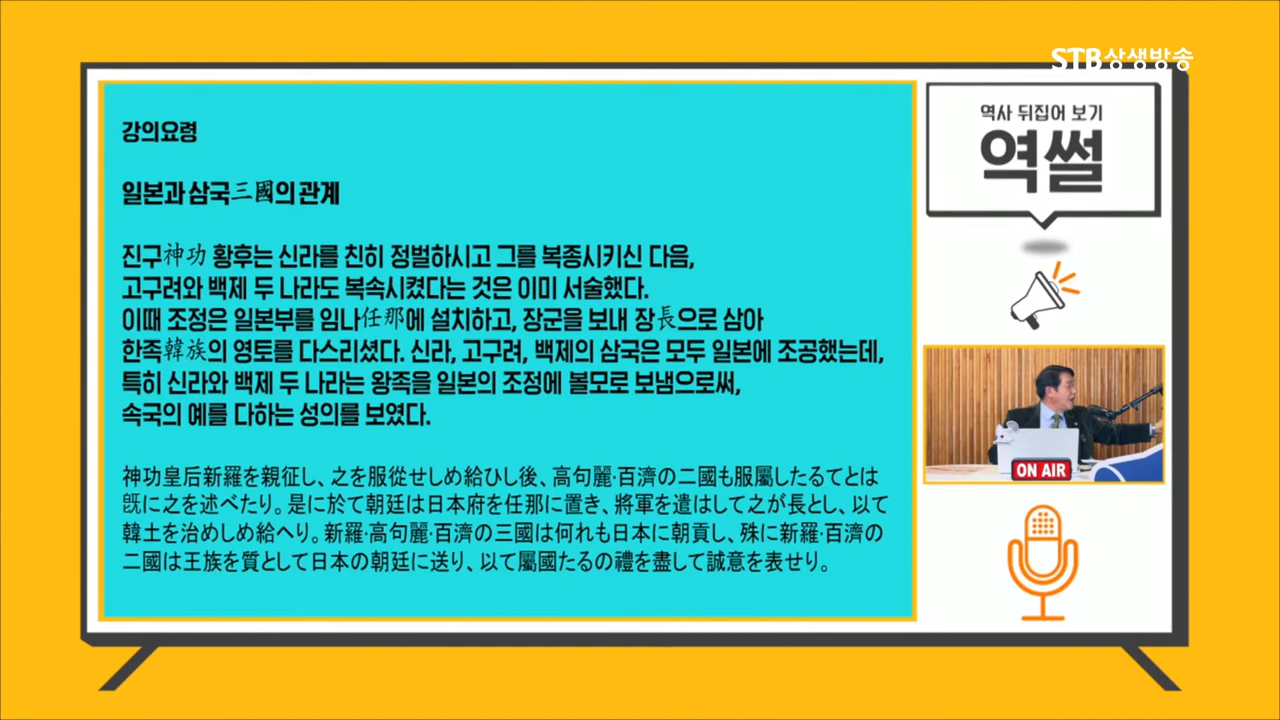 STB상생방송
강의요령
일본과 삼국三國의 관계
진구神功 황후는 신라를 친히 정벌하시고 그를 복종시키신 다음,
고구려와 백제 두 나라도 복속시켰다는 것은 이미 서술했다.
이때 조정은 일본부를 임나任那에 설치하고, 장군을 보내 장長으로 삼아
한족韓族의 영토를 다스리셨다. 신라, 고구려, 백제의 삼국은 모두 일본에 조공했는데,
특히 신라와 백제 두 나라는 왕족을 일본의 조정에 볼모로 보냄으로써,
속국의 예를 다하는 성의를 보였다.
神功皇后新羅を親征し、之を服從せしめ給ひし後、高句麗·百濟の二國も服屬したるてとは
旣に之を述べたり。是に於て朝廷は日本府を任那に置き、將軍を遣はして之が長とし、以て
韓土を治めしめ給へり。新羅·高句麗·百濟の三國は何れも日本に朝貢し、殊に新羅·百濟の
二國は王族を質として日本の朝廷に送り、以て屬國たるの禮を盡して誠意を表せり。
역사 뒤집어 보기
역썰
ON AIR